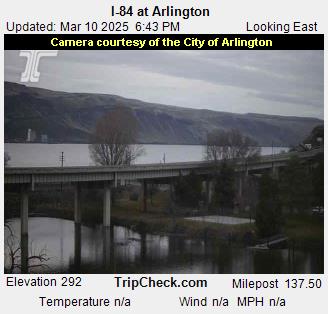 I-84 at Arlington
Updated: Mar 10 2025 6:43 PM Looking East
Camera courtesy of the City of Arlington
Elevation 292 TripCheck.com Milepost 137.50
Temperature n/a Wind n/a MPH n/a